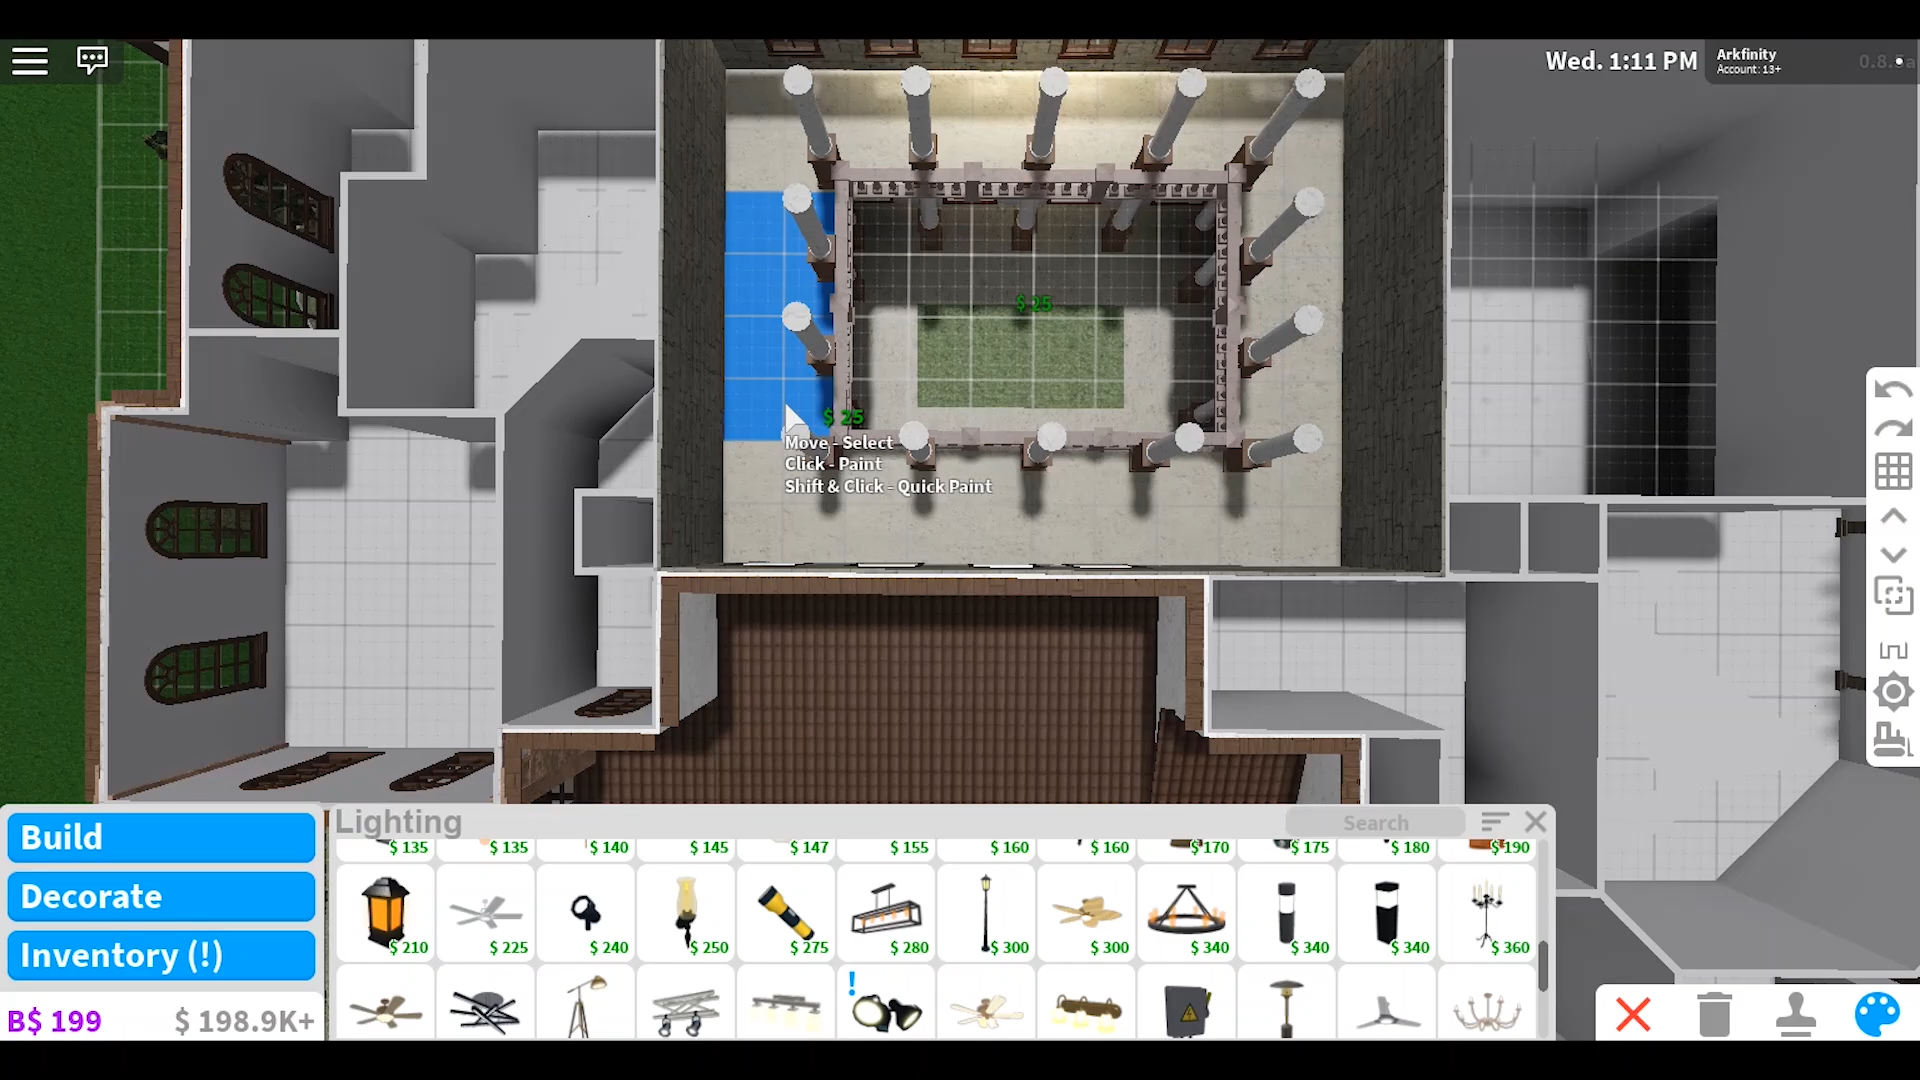 Wed. 1:11 PM
Arkfinity
Account: 13+
$ 25
$ 25
Move - Select
Click - Paint
Shift & Click - Quick Paint
Lighting
Search
Build
Decorate
Inventory (!)
B$ 199
$ 198.9K+
$ 135
$ 135
$ 140
$ 145
$ 147
$ 155
$ 160
$ 160
$ 170
$ 175
$ 180
$ 190
$ 210
$ 225
$ 240
$ 250
$ 275
$ 280
$ 300
$ 300
$ 340
$ 340
$ 340
$ 360
!